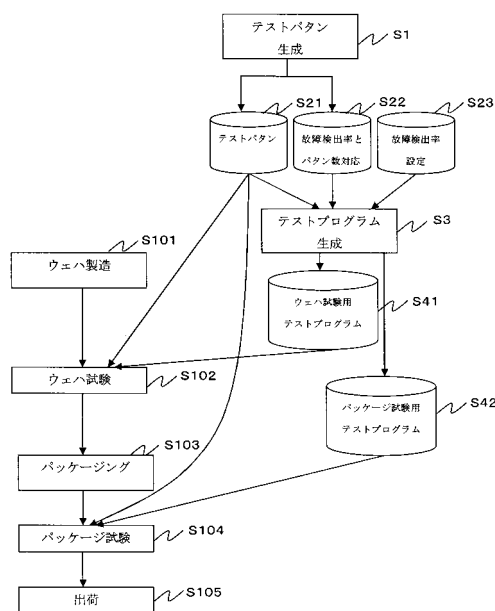 テストパタン
生成
S1
S21
S22
S23
テストパタン
故障検出率と
パタン数対応
故障検出率
設定
テストプログラム
生成
S3
S101
ウェハ製造
ウェハ試験用
テストプログラム
S41
ウェハ試験
S102
パッケージ試験用
テストプログラム
S42
S103
パッケージング
パッケージ試験
S104
出荷
S105